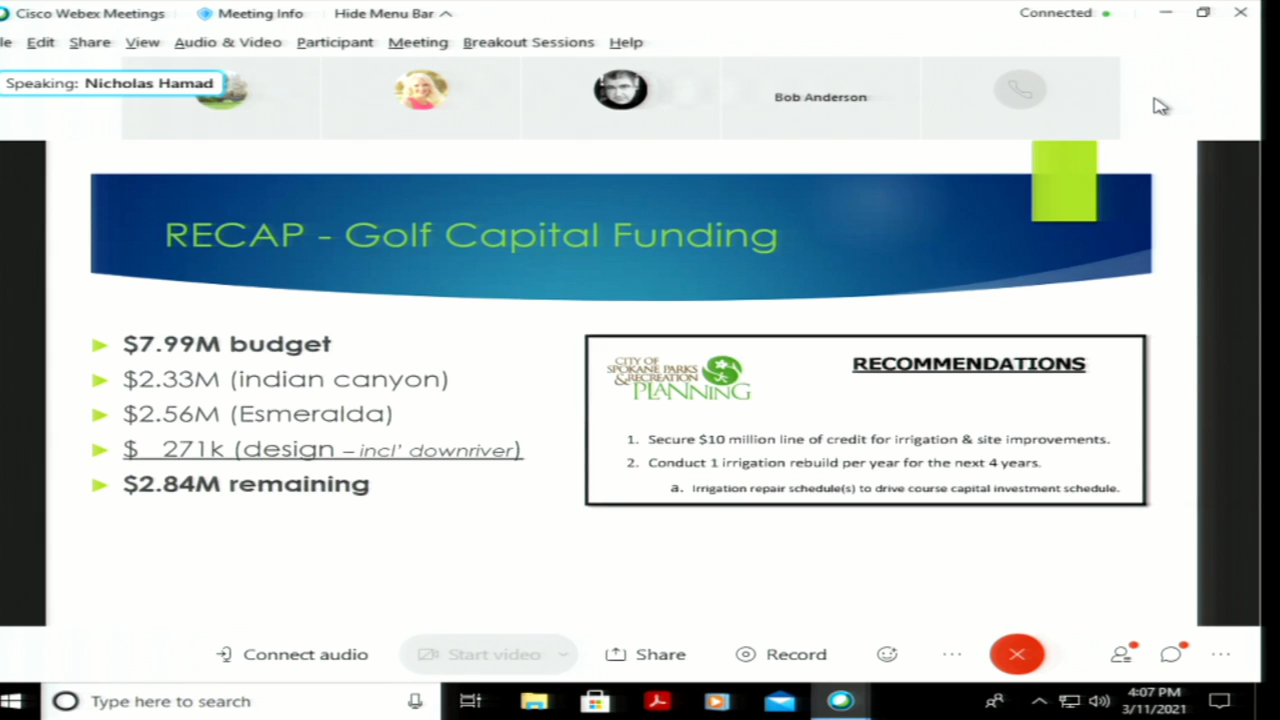 Cisco Webex Meetings Meeting Info Hide Menu Bar Connected
le Edit Share View Audio & Video Participant Meeting Breakout Sessions Help
Speaking: Nicholas Hamad
Bob Anderson
RECAP - Golf Capital Funding
$7.99M budget
$2.33M (indian canyon)
$2.56M (Esmeralda)
$ 271k (design – incl' downriver)
$2.84M remaining
CITY OF
SPOKANE PARKS
& RECREATION
PLANNING
RECOMMENDATIONS
1. Secure $10 million line of credit for irrigation & site improvements.
2. Conduct 1 irrigation rebuild per year for the next 4 years.
a. Irrigation repair schedule(s) to drive course capital investment schedule.
Connect audio Start video Share Record
Type here to search
4:07 PM
3/11/2021